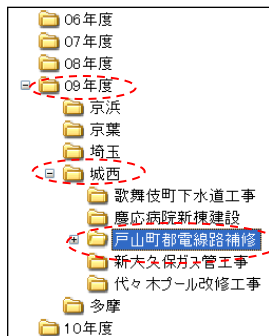 06年度
07年度
08年度
09年度
京浜
京葉
埼玉
城西
歌舞伎町下水道工事
慶応病院新棟建設
戸山町都電線路補修
新大久保ガス管工事
代々木プール改修工事
多摩
10年度